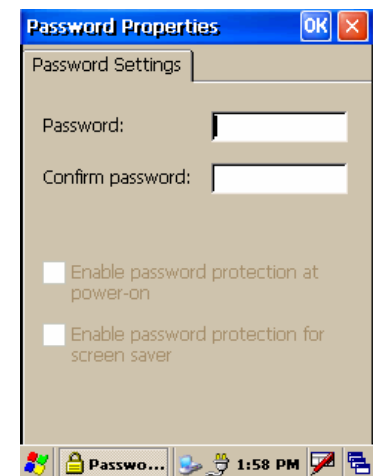 Password Properties OK
Password Settings
Password:
Confirm password:
Enable password protection at
power-on
Enable password protection for
screen saver
Passwo... 1:58 PM